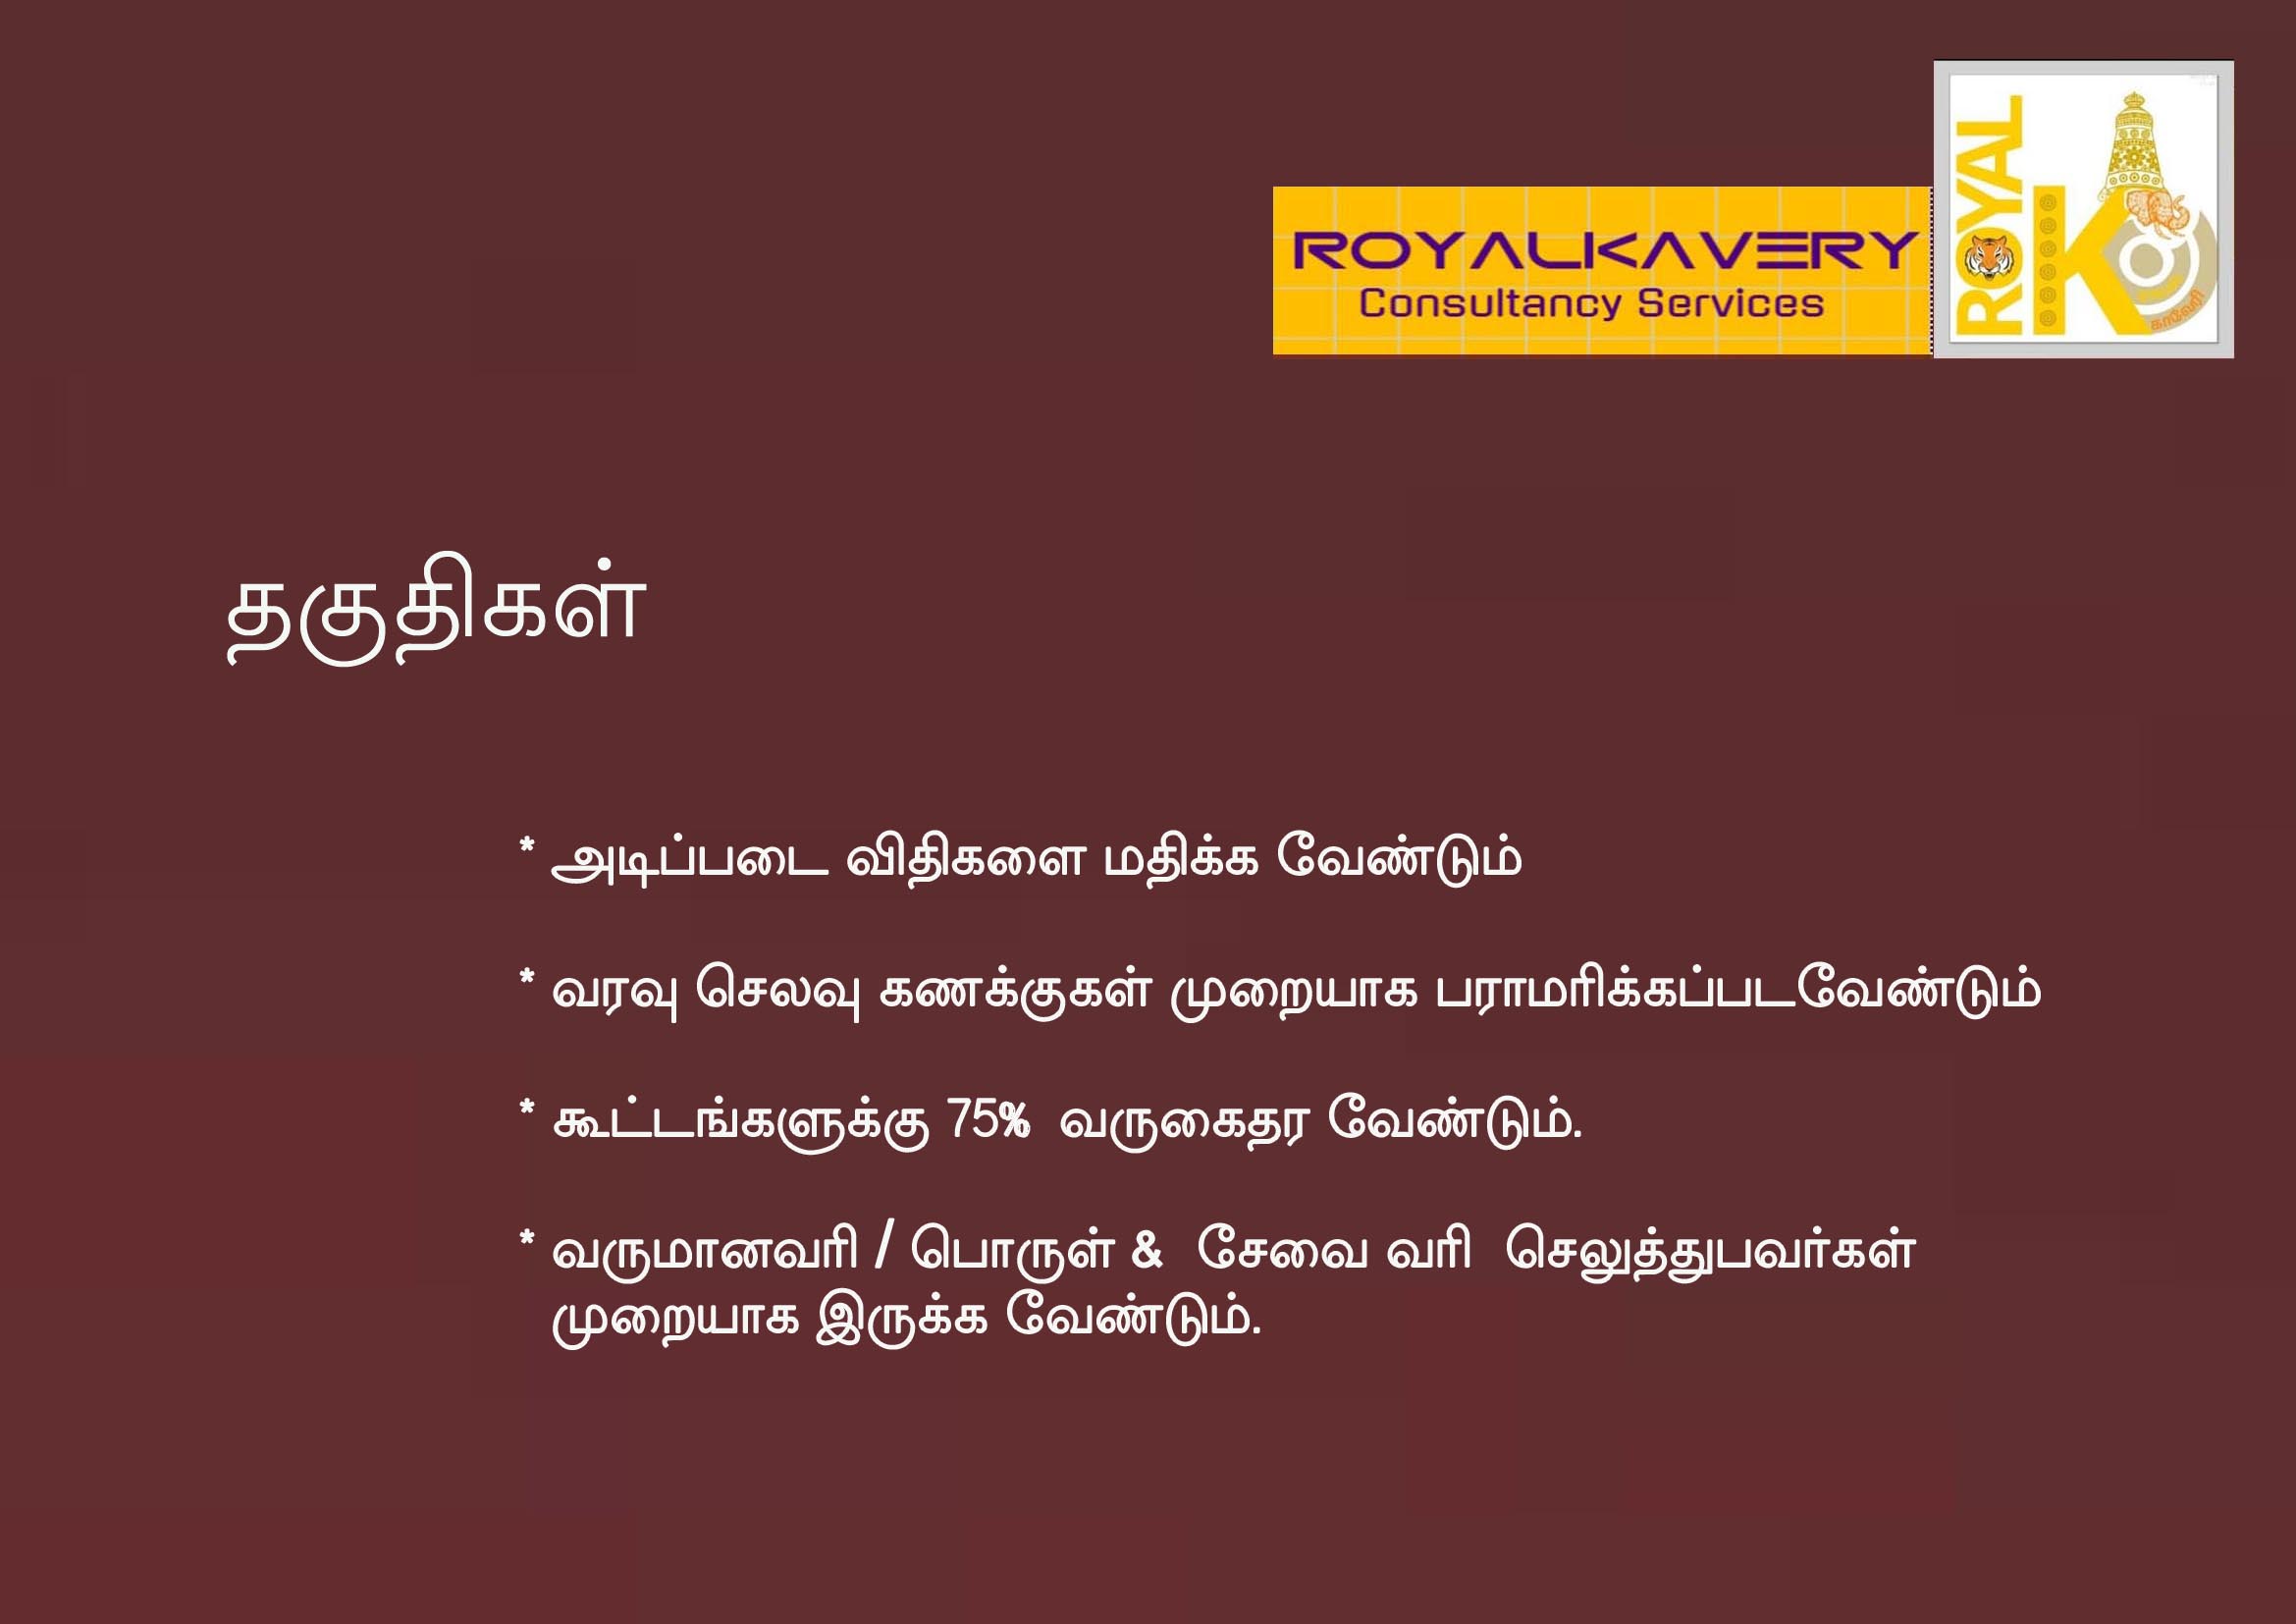 ROYALKAVERY
Consultancy Services
ROYAL
K
காவேரி
தகுதிகள்
* அடிப்படை விதிகளை மதிக்க வேண்டும்
* வரவு செலவு கணக்குகள் முறையாக பராமரிக்கப்படவேண்டும்
* கூட்டங்களுக்கு 75% வருகைதர வேண்டும்.
* வருமானவரி / பொருள் & சேவை வரி செலுத்துபவர்கள்
முறையாக இருக்க வேண்டும்.